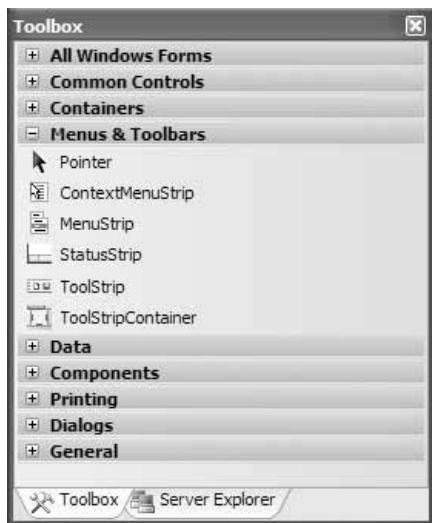 Toolbox
All Windows Forms
Common Controls
Containers
Menus & Toolbars
Pointer
ContextMenuStrip
MenuStrip
StatusStrip
ToolStrip
ToolStripContainer
Data
Components
Printing
Dialogs
General
Toolbox Server Explorer